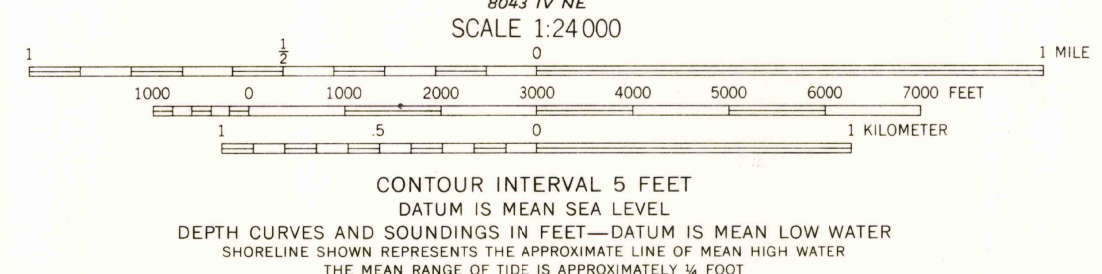 8043 IV NE
SCALE 1:24 000
1 ½ 0 1 MILE
1000 0 1000 2000 3000 4000 5000 6000 7000 FEET
1 .5 0 1 KILOMETER
CONTOUR INTERVAL 5 FEET
DATUM IS MEAN SEA LEVEL
DEPTH CURVES AND SOUNDINGS IN FEET—DATUM IS MEAN LOW WATER
SHORELINE SHOWN REPRESENTS THE APPROXIMATE LINE OF MEAN HIGH WATER
THE MEAN RANGE OF TIDE IS APPROXIMATELY ¼ FOOT